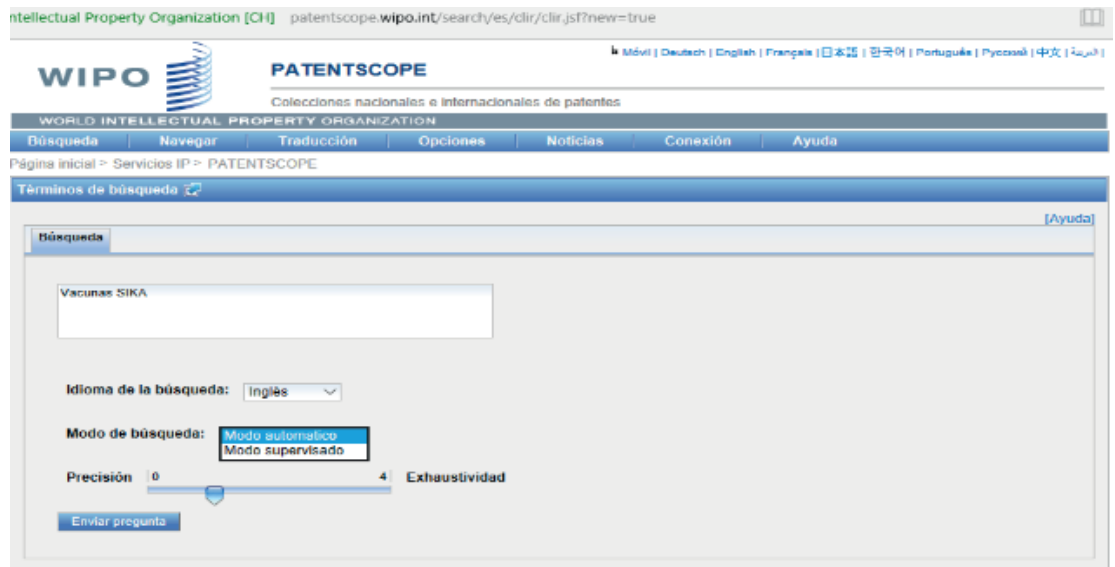 ntellectual Property Organization [CH] patentscope.wipo.int/search/es/clir/clir.jsf?new=true
Móvil | Deutsch | English | Français | 日本語 | 한국어 | Português | Русский | 中文 | العربية |
WIPO
PATENTSCOPE
Colecciones nacionales e internacionales de patentes
WORLD INTELLECTUAL PROPERTY ORGANIZATION
Búsqueda Navegar Traducción Opciones Noticias Conexión Ayuda
Página inicial > Servicios IP > PATENTSCOPE
Términos de búsqueda
[Ayuda]
Búsqueda
Vacunas SIKA
Idioma de la búsqueda: Inglés
Modo de búsqueda: Modo automatico
Modo supervisado
Precisión 0 4 Exhaustividad
Enviar pregunta